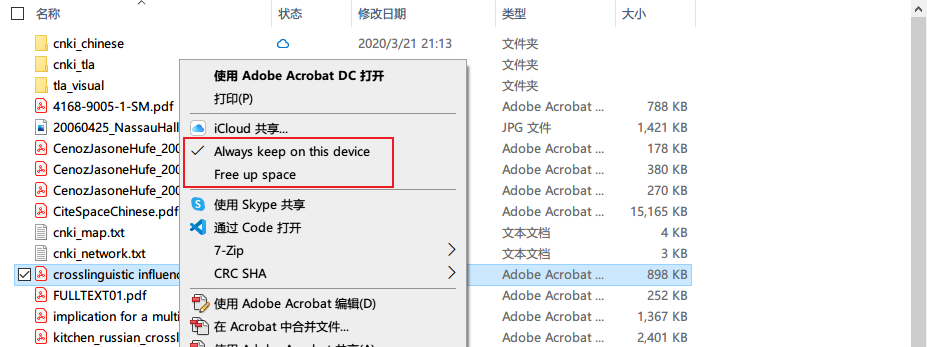 名称 状态 修改日期 类型 大小
cnki_chinese 2020/3/21 21:13 文件夹
cnki_tla 文件夹
tla_visual 文件夹
使用 Adobe Acrobat DC 打开
4168-9005-1-SM.pdf 打印(P) Adobe Acrobat ... 788 KB
20060425_NassauHall iCloud 共享... JPG 文件 1,421 KB
CenozJasoneHufe_200 Always keep on this device Adobe Acrobat ... 178 KB
CenozJasoneHufe_200 Free up space Adobe Acrobat ... 380 KB
CenozJasoneHufe_200 Adobe Acrobat ... 270 KB
CiteSpaceChinese.pdf 使用 Skype 共享 Adobe Acrobat ... 15,165 KB
cnki_map.txt 通过 Code 打开 文本文档 4 KB
cnki_network.txt 7-Zip 文本文档 3 KB
crosslinguistic CRC SHA Adobe Acrobat ... 898 KB
FULLTEXT01.pdf 使用 Adobe Acrobat 编辑(D) Adobe Acrobat ... 252 KB
implication for a 在 Acrobat 中合并文件... Adobe Acrobat ... 1,367 KB
kitchen_russian_ 使用 Adobe Acrobat 共享(A) Adobe Acrobat ... 2,401 KB